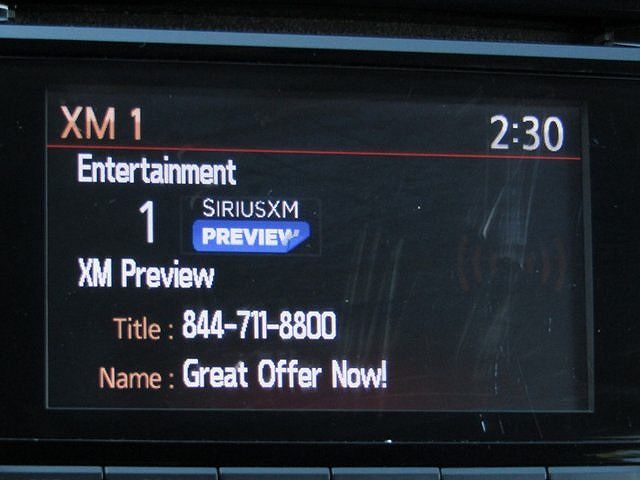 XM 1 2:30
Entertainment
1 SIRIUSXM
PREVIEW
XM Preview
Title : 844-711-8800
Name : Great Offer Now!